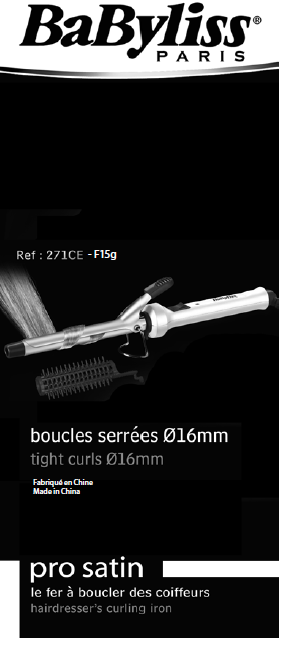 BaByliss®
PARIS
Ref : 271CE - F15g
boucles serrées Ø16mm
tight curls Ø16mm
Fabriqué en Chine
Made in China
pro satin
le fer à boucler des coiffeurs
hairdresser's curling iron